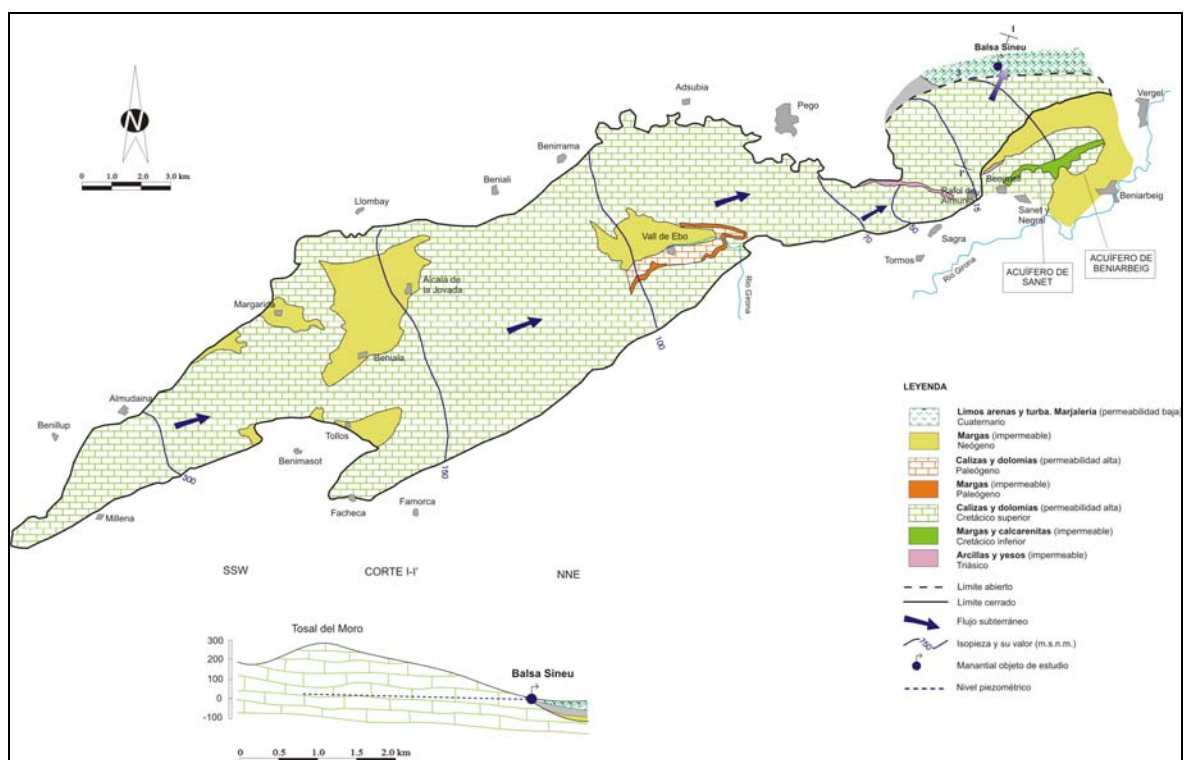 I
Balsa Sineu
3
Vergel
Adsubia
Pego
N
0 1.0 2.0 3.0 km
Benirrama
Beniali
I'
Benimeli
Rafol de
Almunia
15
Sanet y
Negral
Beniarbeig
Llombay
Vall de Ebo
70
50
Sagra
Tormos
Rio Girona
Rio Girona
ACUÍFERO DE
SANET
ACUÍFERO DE
BENIARBEIG
Alcalá de
la Jovada
Margarida
Beniaia
100
Almudaina
Benillup
Tollos
Benimasot
150
300
Millena
Facheca
Famorca
LEYENDA
Limos arenas y turba. Marjalería (permeabilidad baja)
Cuaternario
Margas (impermeable)
Neógeno
Calizas y dolomías (permeabilidad alta)
Paleógeno
Margas (impermeable)
Paleógeno
Calizas y dolomías (permeabilidad alta)
Cretácico superior
Margas y calcarenitas (impermeable)
Cretácico inferior
Arcillas y yesos (impermeable)
Triásico
Límite abierto
Límite cerrado
Flujo subterráneo
Isopieza y su valor (m.s.n.m.)
Manantial objeto de estudio
Nivel piezométrico
SSW CORTE I-I' NNE
Tosal del Moro
300
200
100
0
-100
Balsa Sineu
0 0.5 1.0 1.5 2.0 km